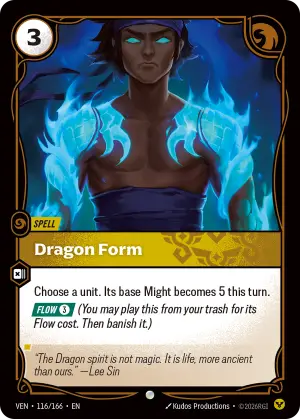 3
SPELL
Dragon Form
Choose a unit. Its base Might becomes 5 this turn.
FLOW 3 (You may play this from your trash for its
Flow cost. Then banish it.)
"The Dragon spirit is not magic. It is life, more ancient
than ours." —Lee Sin
VEN • 116/166 • EN
Kudos Productions • ©2026RGI